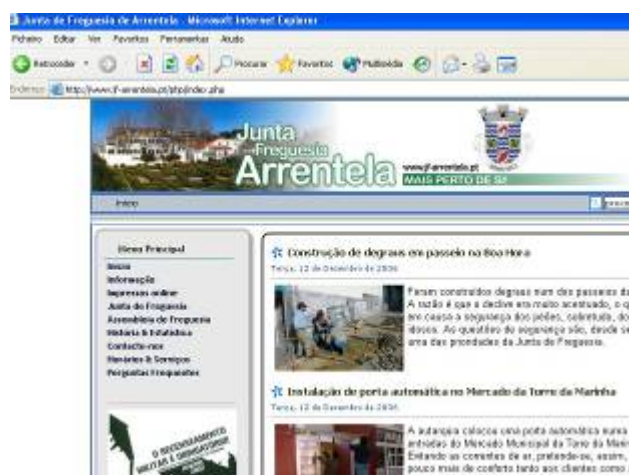 Junta de Freguesia de Arrentela - Microsoft Internet Explorer
Ficheiro Editar Ver Favoritos Ferramentas Ajuda
Retroceder Procurar Favoritos Multimédia
Endereço http://www.jf-arrentela.pt/php/index.php
Junta
Freguesia
Arrentela
www.jf-arrentela.pt
MAIS PERTO DE SI!
Início
Menu Principal
Início
Informação
Impressos online
Junta de Freguesia
Assembleia de Freguesia
História & Estatística
Contacte-nos
Horários & Serviços
Perguntas Frequentes
O RECENSEAMENTO
MILITAR É OBRIGATÓRIO
Construção de degraus em passeio na Boa Hora
Terça, 12 de Dezembro de 2006
Foram construídos degraus num dos passeios da
A razão é que o declive era muito acentuado, o q
em causa a segurança dos peões, sobretudo, do
idosos. As questões de segurança são, desde se
uma das prioridades da Junta de Freguesia.
Instalação de porta automática no Mercado da Torre da Marinha
Terça, 12 de Dezembro de 2006
A autarquia colocou uma porta automática numa
entradas do Mercado Municipal da Torre da Marin
Evitando as correntes de ar, pretende-se, assim,
pouco mais de conforto tanto aos clientes como